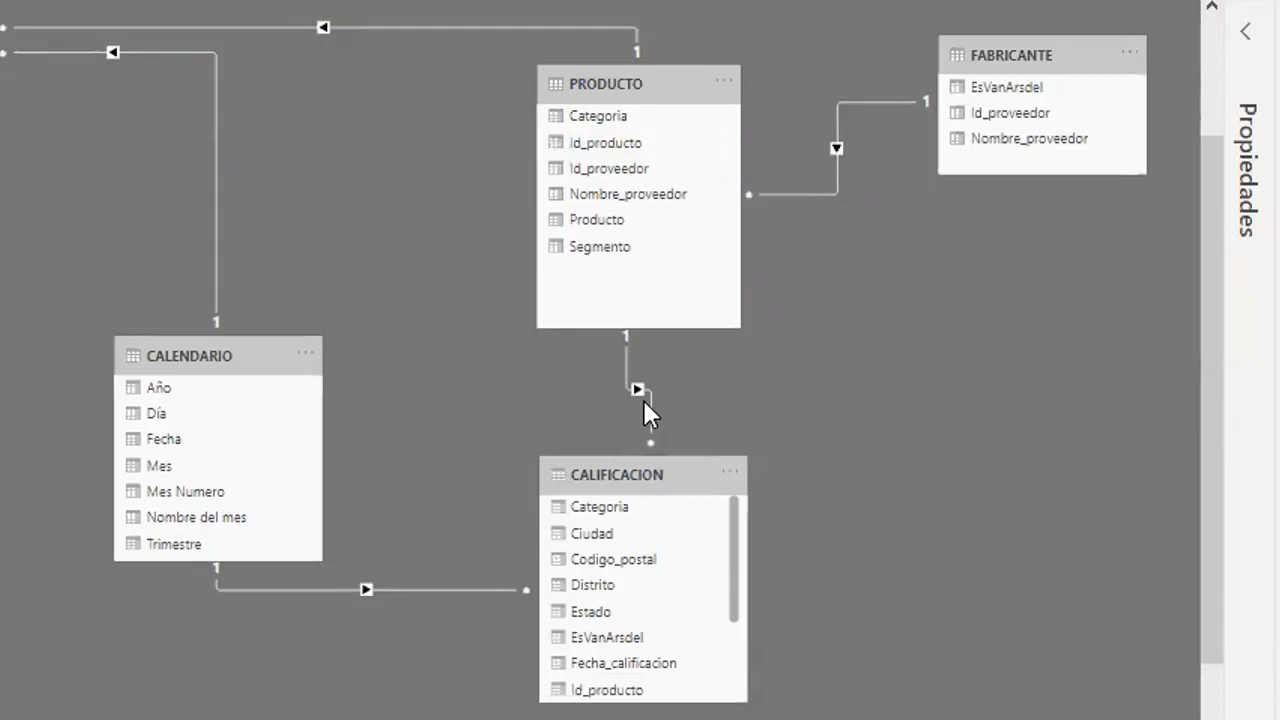 1
PRODUCTO
Categoria
Id_producto
Id_proveedor
Nombre_proveedor
Producto
Segmento
1
1
FABRICANTE
EsVanArsdel
Id_proveedor
Nombre_proveedor
Propiedades
1
CALENDARIO
Año
Día
Fecha
Mes
Mes Numero
Nombre del mes
Trimestre
1
CALIFICACION
Categoria
Ciudad
Codigo_postal
Distrito
Estado
EsVanArsdel
Fecha_calificacion
Id_producto